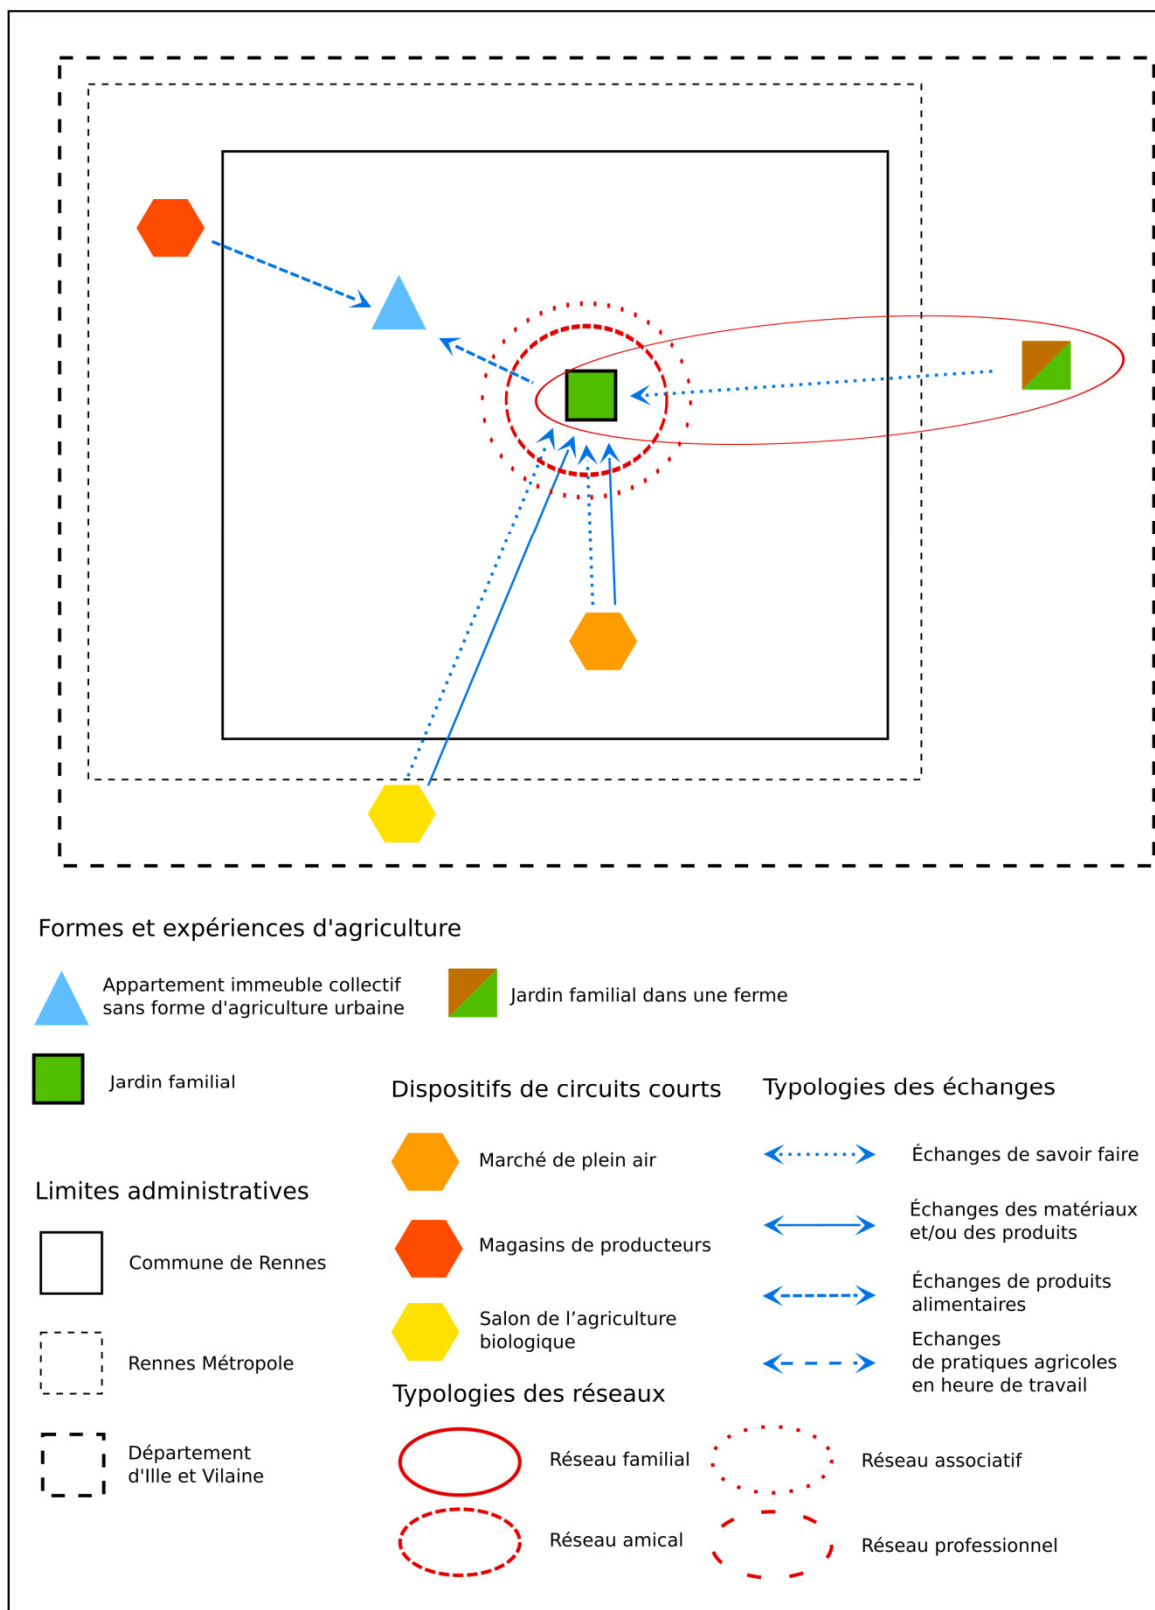 Formes et expériences d'agriculture
Appartement immeuble collectif
sans forme d'agriculture urbaine
Jardin familial dans une ferme
Jardin familial
Limites administratives
Commune de Rennes
Rennes Métropole
Département
d'Ille et Vilaine
Dispositifs de circuits courts
Marché de plein air
Magasins de producteurs
Salon de l’agriculture
biologique
Typologies des échanges
Échanges de savoir faire
Échanges des matériaux
et/ou des produits
Échanges de produits
alimentaires
Echanges
de pratiques agricoles
en heure de travail
Typologies des réseaux
Réseau familial
Réseau associatif
Réseau amical
Réseau professionnel